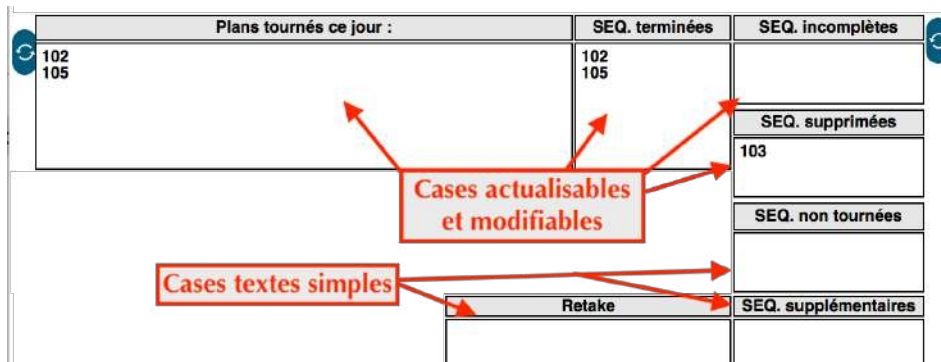 Plans tournés ce jour :
SEQ. terminées
SEQ. incomplètes
102
105
102
105
SEQ. supprimées
103
Cases actualisables
et modifiables
SEQ. non tournées
Cases textes simples
Retake
SEQ. supplémentaires